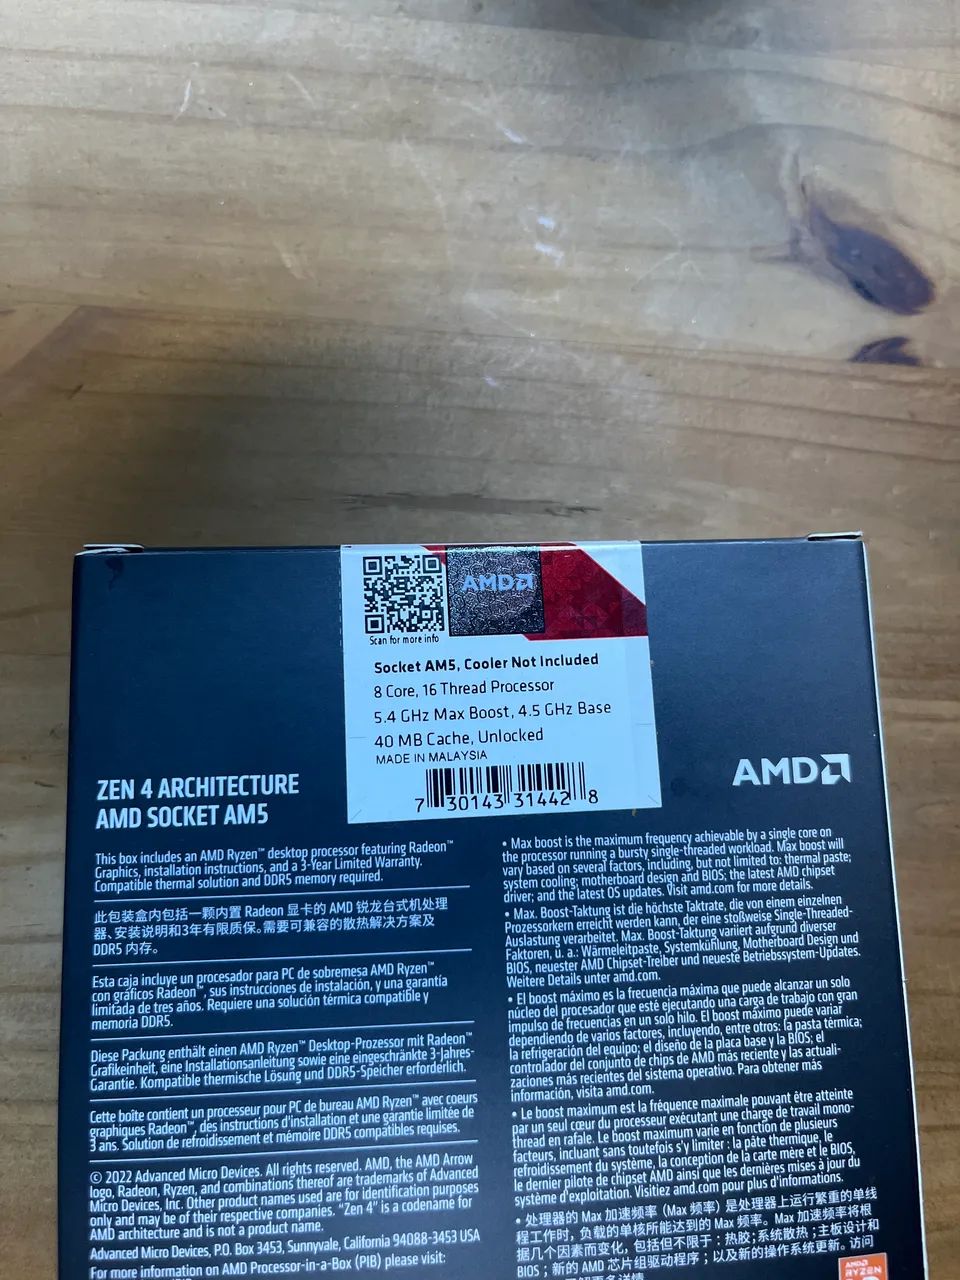 Scan for more info
AMD
Socket AM5, Cooler Not Included
8 Core, 16 Thread Processor
5.4 GHz Max Boost, 4.5 GHz Base
40 MB Cache, Unlocked
MADE IN MALAYSIA
7 30143 31442 8
ZEN 4 ARCHITECTURE
AMD SOCKET AM5
AMD
This box includes an AMD Ryzen™ desktop processor featuring Radeon™
Graphics, installation instructions, and a 3-Year Limited Warranty.
Compatible thermal solution and DDR5 memory required.
此包装盒内包括一颗内置 Radeon 显卡的 AMD 锐龙台式机处理
器、安装说明和3年有限质保。需要可兼容的散热解决方案及
DDR5 内存。
Esta caja incluye un procesador para PC de sobremesa AMD Ryzen™
con gráficos Radeon™, sus instrucciones de instalación, y una garantía
limitada de tres años. Requiere una solución térmica compatible y
memoria DDR5.
Diese Packung enthält einen AMD Ryzen™ Desktop-Prozessor mit Radeon™
Grafikeinheit, eine Installationsanleitung sowie eine eingeschränkte 3-Jahres-
Garantie. Kompatible thermische Lösung und DDR5-Speicher erforderlich.
Cette boîte contient un processeur pour PC de bureau AMD Ryzen™ avec coeurs
graphiques Radeon™, des instructions d'installation et une garantie limitée de
3 ans. Solution de refroidissement et mémoire DDR5 compatibles requises.
© 2022 Advanced Micro Devices. All rights reserved. AMD, the AMD Arrow
logo, Radeon, Ryzen, and combinations thereof are trademarks of Advanced
Micro Devices, Inc. Other product names used are for identification purposes
only and may be of their respective companies. "Zen 4" is a codename for
AMD architecture and is not a product name.
Advanced Micro Devices, P.O. Box 3453, Sunnyvale, California 94088-3453 USA
For more information on AMD Processor-in-a-Box (PIB) please visit:
• Max boost is the maximum frequency achievable by a single core on
the processor running a bursty single-threaded workload. Max boost will
vary based on several factors, including, but not limited to: thermal paste;
system cooling; motherboard design and BIOS; the latest AMD chipset
driver; and the latest OS updates. Visit amd.com for more details.
• Max. Boost-Taktung ist die höchste Taktrate, die von einem einzelnen
Prozessorkern erreicht werden kann, der eine stoßweise Single-Threaded-
Auslastung verarbeitet. Max. Boost-Taktung variiert aufgrund diverser
Faktoren, u. a.: Wärmeleitpaste, Systemkühlung, Motherboard Design und
BIOS, neuester AMD Chipset-Treiber und neueste Betriebssystem-Updates.
Weitere Details unter amd.com.
• El boost máximo es la frecuencia máxima que puede alcanzar un solo
núcleo del procesador que esté ejecutando una carga de trabajo con gran
impulso de frecuencias en un solo hilo. El boost máximo puede variar
dependiendo de varios factores, incluyendo, entre otros: la pasta térmica;
la refrigeración del equipo; el diseño de la placa base y la BIOS; el
controlador del conjunto de chips de AMD más reciente y las actuali-
zaciones más recientes del sistema operativo. Para obtener más
información, visita amd.com.
• Le boost maximum est la fréquence maximale pouvant être atteinte
par un seul cœur du processeur exécutant une charge de travail mono-
thread en rafale. Le boost maximum varie en fonction de plusieurs
facteurs, incluant sans toutefois s'y limiter : la pâte thermique, le
refroidissement du système, la conception de la carte mère et le BIOS,
le dernier pilote de chipset AMD ainsi que les dernières mises à jour du
système d'exploitation. Visitez amd.com pour plus d'informations.
• 处理器的 Max 加速频率 (Max 频率) 是处理器上运行繁重的单线
程工作时，负载的单核所能达到的 Max 频率。Max 加速频率将根
据几个因素而变化，包括但不限于：热胶；系统散热；主板设计和
BIOS；新的 AMD 芯片组驱动程序；以及新的操作系统更新。访问
AMD
RYZEN